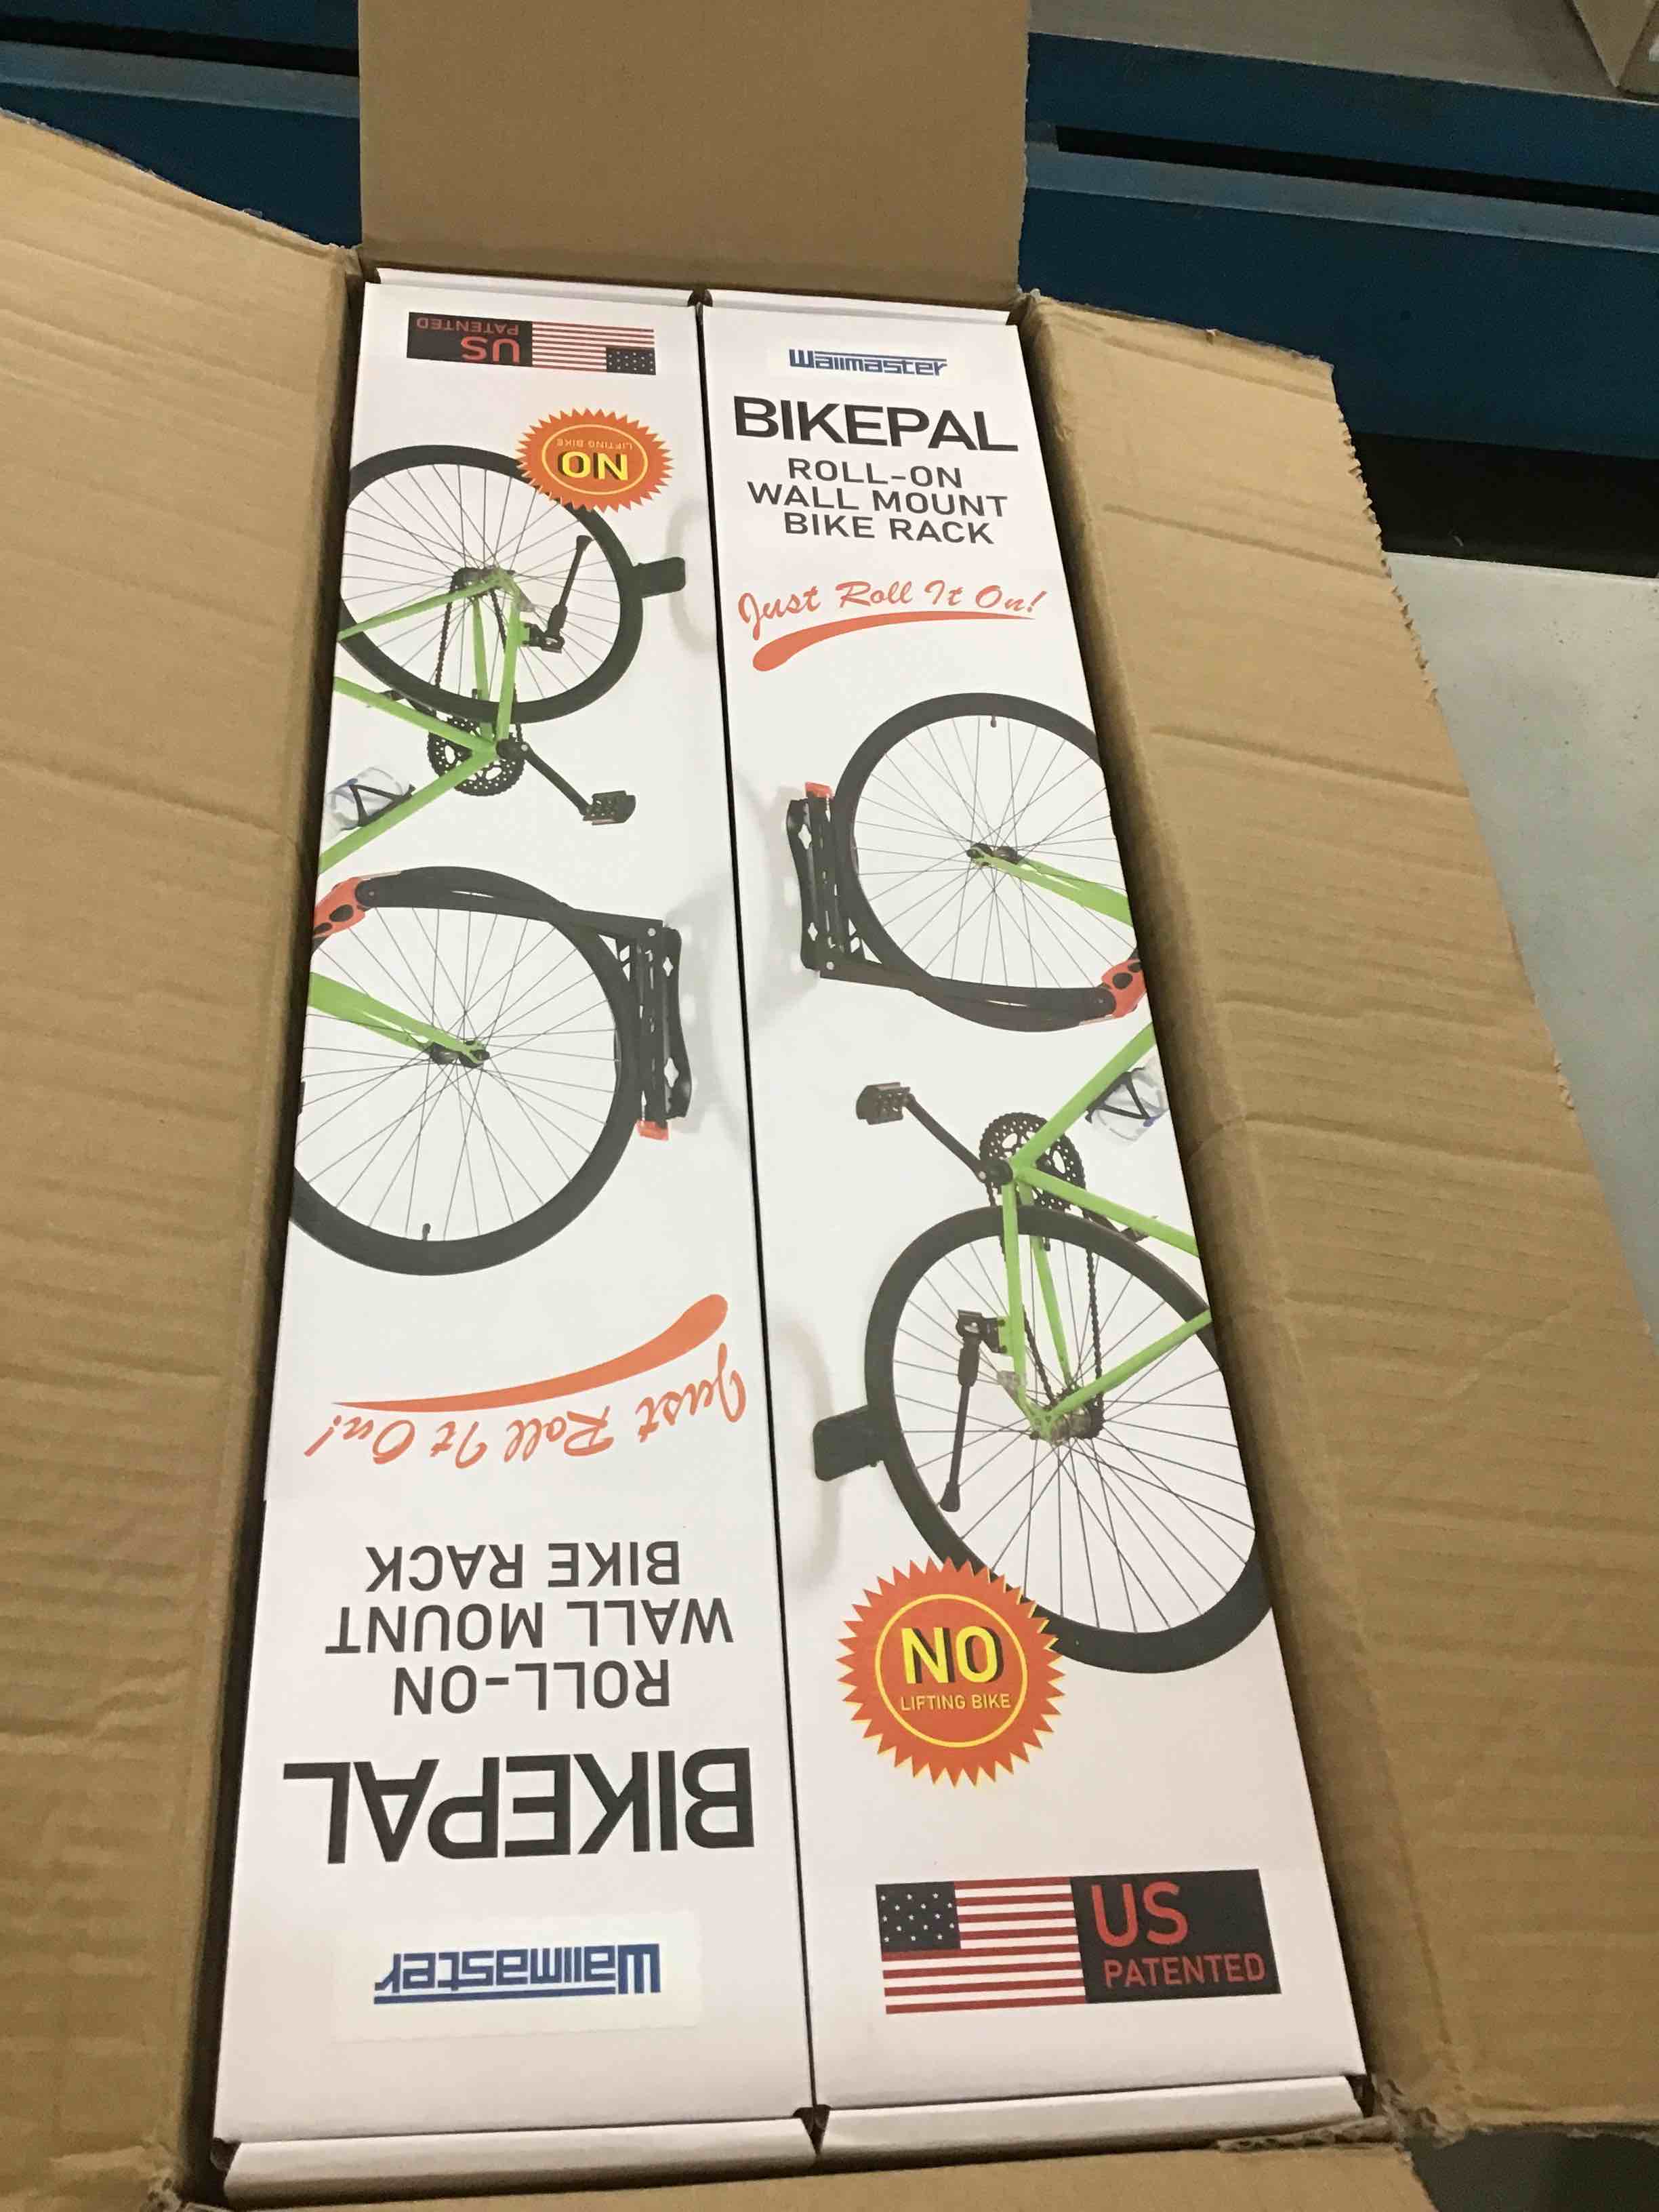 Wallmaster
BIKEPAL
ROLL-ON
WALL MOUNT
BIKE RACK
Just Roll It On!
NO
LIFTING BIKE
US
PATENTED
Wallmaster
BIKEPAL
ROLL-ON
WALL MOUNT
BIKE RACK
Just Roll It On!
NO
LIFTING BIKE
US
PATENTED